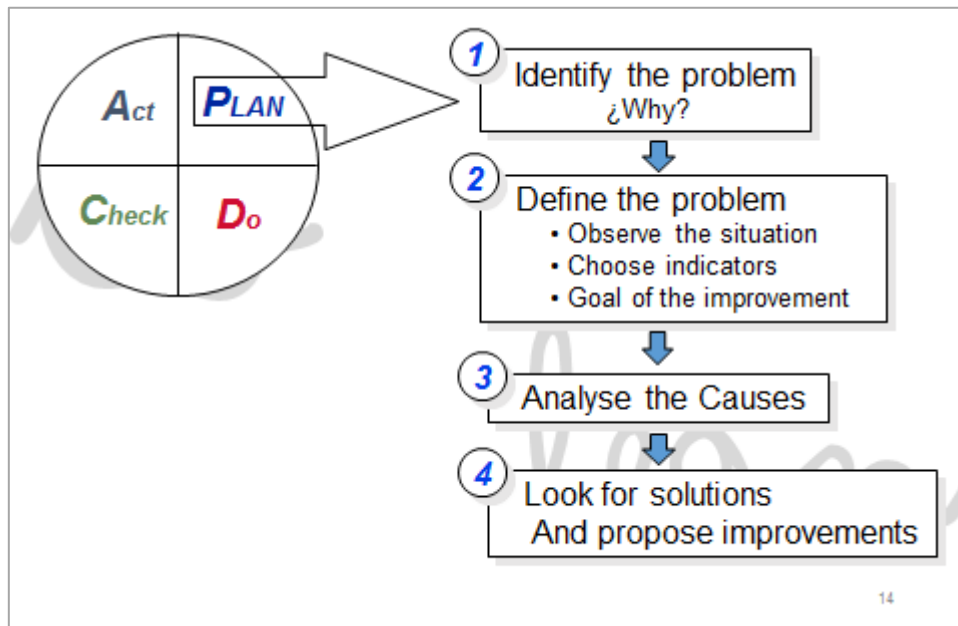 Act
PLAN
Check
Do
1
Identify the problem
¿Why?
2
Define the problem
• Observe the situation
• Choose indicators
• Goal of the improvement
3
Analyse the Causes
4
Look for solutions
And propose improvements
14